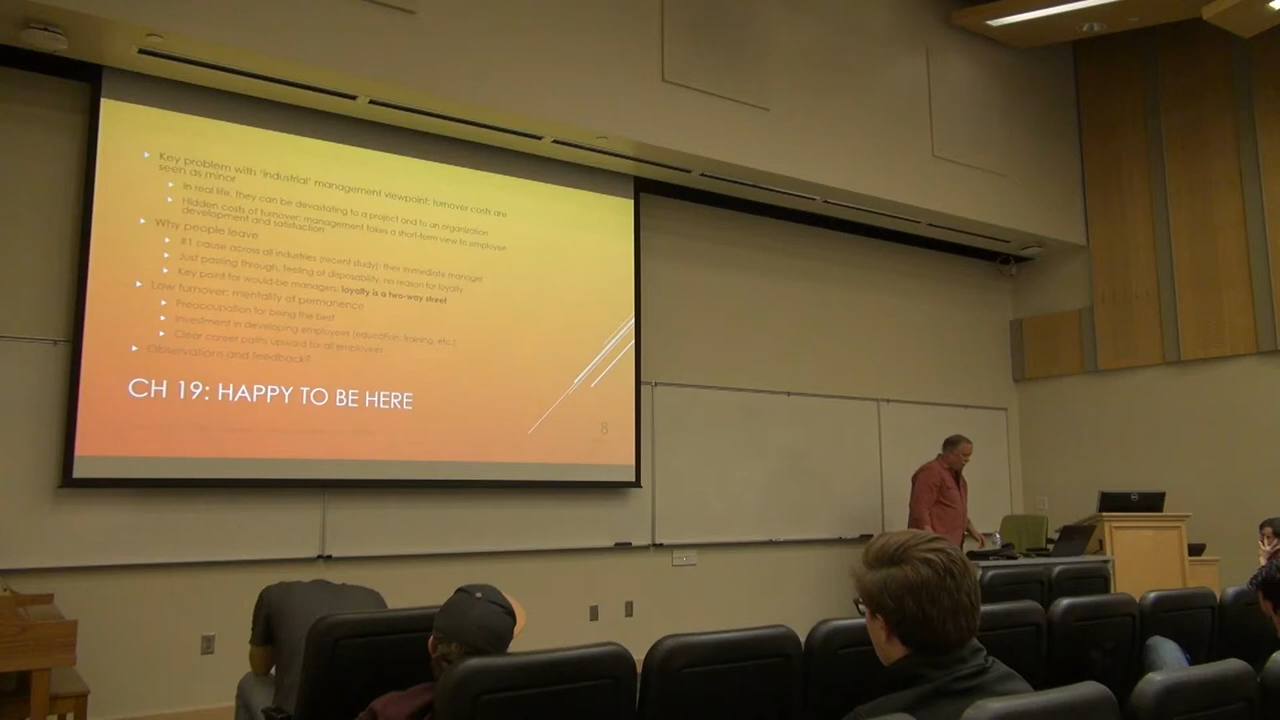 Key problem with 'industrial' management viewpoint: turnover costs are
seen as minor
In real life, they can be devastating to a project and to an organization
Hidden costs of turnover: management takes a short-term view to employee
development and satisfaction
Why people leave
#1 cause across all industries (recent study): their immediate manager
Just passing through, feeling of disposability, no reason for loyalty
Key point for would-be managers: loyalty is a two-way street
Low turnover: mentality of permanence
Preoccupation for being the best
Investment in developing employees (education, training, etc.)
Clear career paths upward for all employees
Observations and feedback?
CH 19: HAPPY TO BE HERE
8